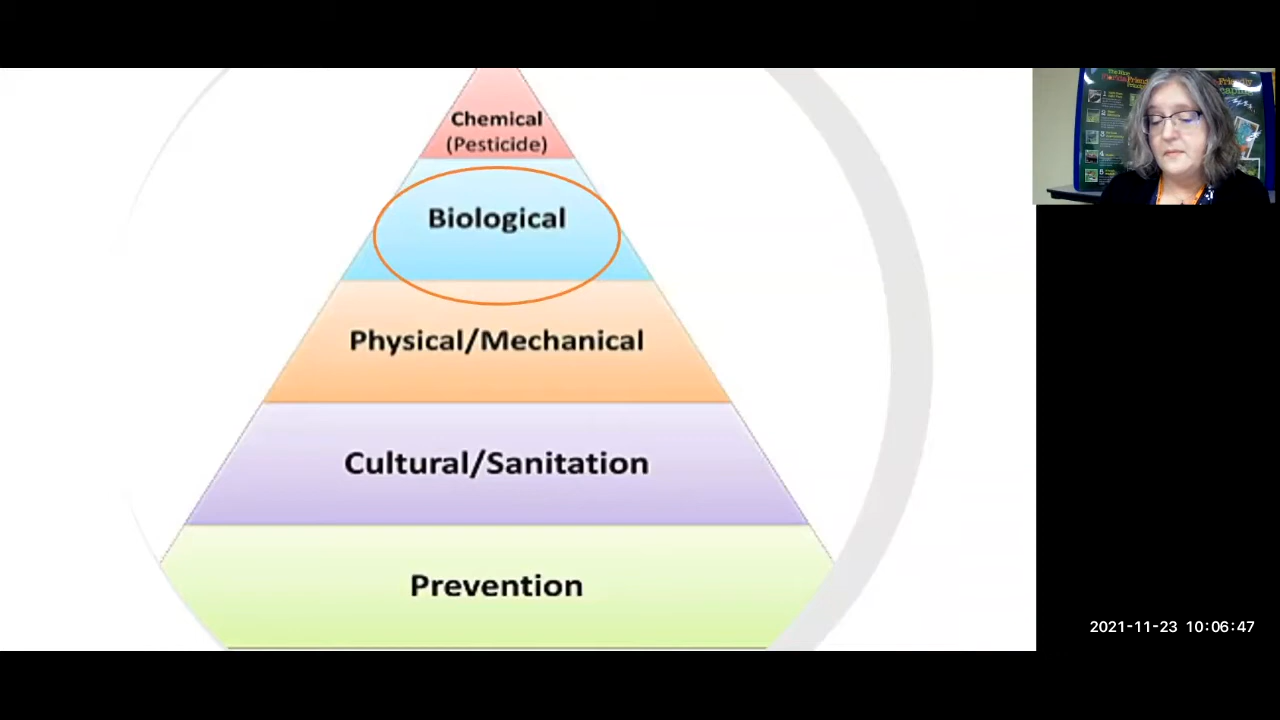 Chemical
(Pesticide)
Biological
Physical/Mechanical
Cultural/Sanitation
Prevention
2021-11-23 10:06:47